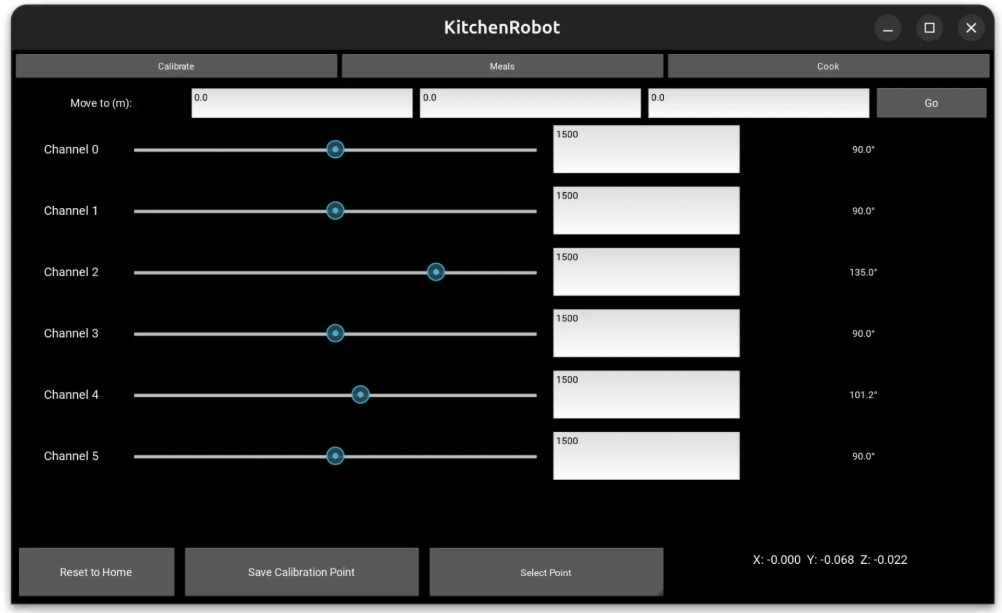 KitchenRobot
Calibrate Meals Cook
Move to (m): 0.0 0.0 0.0 Go
Channel 0 1500 90.0°
Channel 1 1500 90.0°
Channel 2 1500 135.0°
Channel 3 1500 90.0°
Channel 4 1500 101.2°
Channel 5 1500 90.0°
Reset to Home Save Calibration Point Select Point X: -0.000 Y: -0.068 Z: -0.022